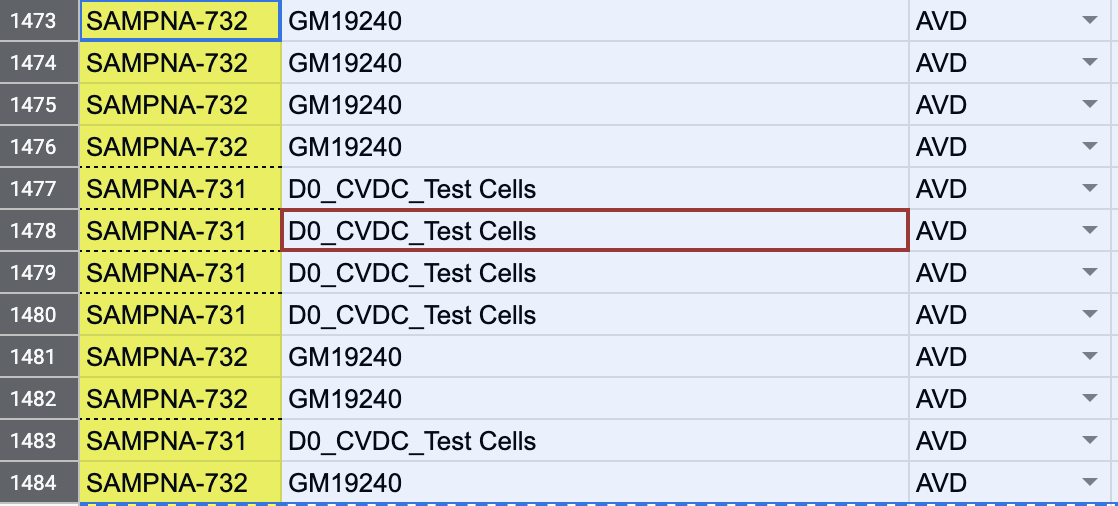 1473 SAMPNA-732 GM19240 AVD
1474 SAMPNA-732 GM19240 AVD
1475 SAMPNA-732 GM19240 AVD
1476 SAMPNA-732 GM19240 AVD
1477 SAMPNA-731 D0_CVDC_Test Cells AVD
1478 SAMPNA-731 D0_CVDC_Test Cells AVD
1479 SAMPNA-731 D0_CVDC_Test Cells AVD
1480 SAMPNA-731 D0_CVDC_Test Cells AVD
1481 SAMPNA-732 GM19240 AVD
1482 SAMPNA-732 GM19240 AVD
1483 SAMPNA-731 D0_CVDC_Test Cells AVD
1484 SAMPNA-732 GM19240 AVD